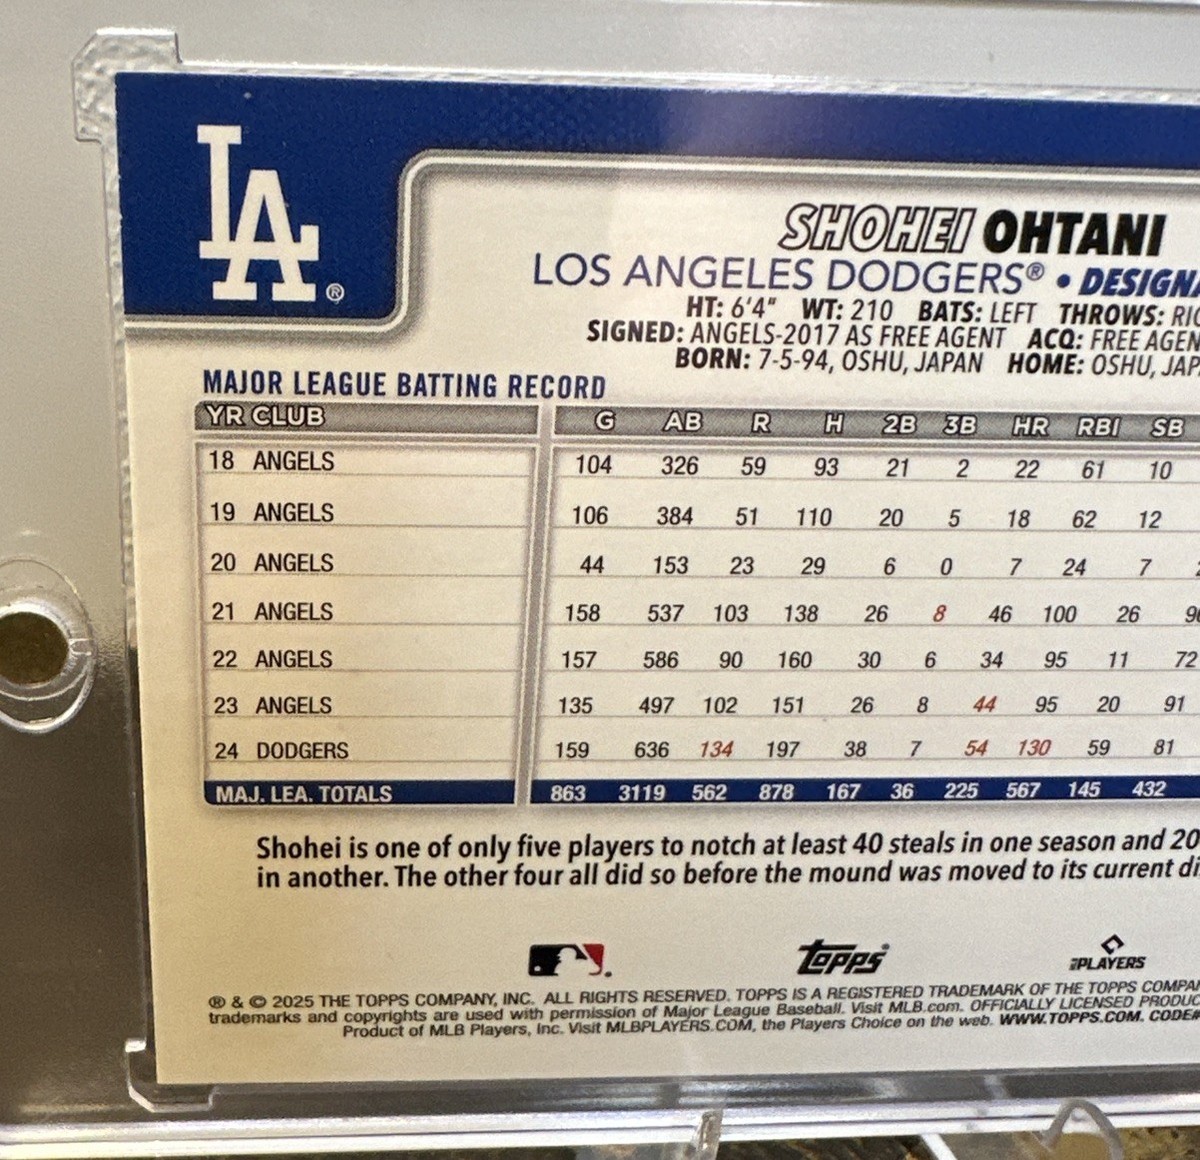 LA®
SHOHEI OHTANI
LOS ANGELES DODGERS® • DESIGNA
HT: 6'4" WT: 210 BATS: LEFT THROWS: RIG
SIGNED: ANGELS-2017 AS FREE AGENT ACQ: FREE AGEN
BORN: 7-5-94, OSHU, JAPAN HOME: OSHU, JAP
MAJOR LEAGUE BATTING RECORD
YR CLUB G AB R H 2B 3B HR RBI SB
18 ANGELS 104 326 59 93 21 2 22 61 10
19 ANGELS 106 384 51 110 20 5 18 62 12
20 ANGELS 44 153 23 29 6 0 7 24 7
21 ANGELS 158 537 103 138 26 8 46 100 26
22 ANGELS 157 586 90 160 30 6 34 95 11 72
23 ANGELS 135 497 102 151 26 8 44 95 20 91
24 DODGERS 159 636 134 197 38 7 54 130 59 81
MAJ. LEA. TOTALS 863 3119 562 878 167 36 225 567 145 432
Shohei is one of only five players to notch at least 40 steals in one season and 20
in another. The other four all did so before the mound was moved to its current di
topps
PLAYERS
® & © 2025 THE TOPPS COMPANY, INC. ALL RIGHTS RESERVED. TOPPS IS A REGISTERED TRADEMARK OF THE TOPPS COMPA
trademarks and copyrights are used with permission of Major League Baseball. Visit MLB.com. OFFICIALLY LICENSED PRODUC
Product of MLB Players, Inc. Visit MLBPLAYERS.COM, the Players Choice on the web. WWW.TOPPS.COM. CODE#